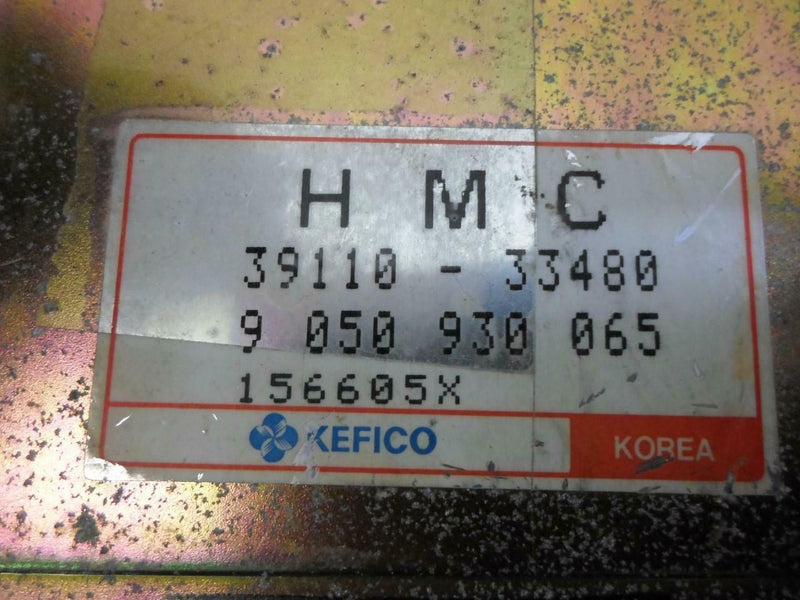 H M C
39110 - 33480
9 050 930 065
156605X
KEFICO KOREA